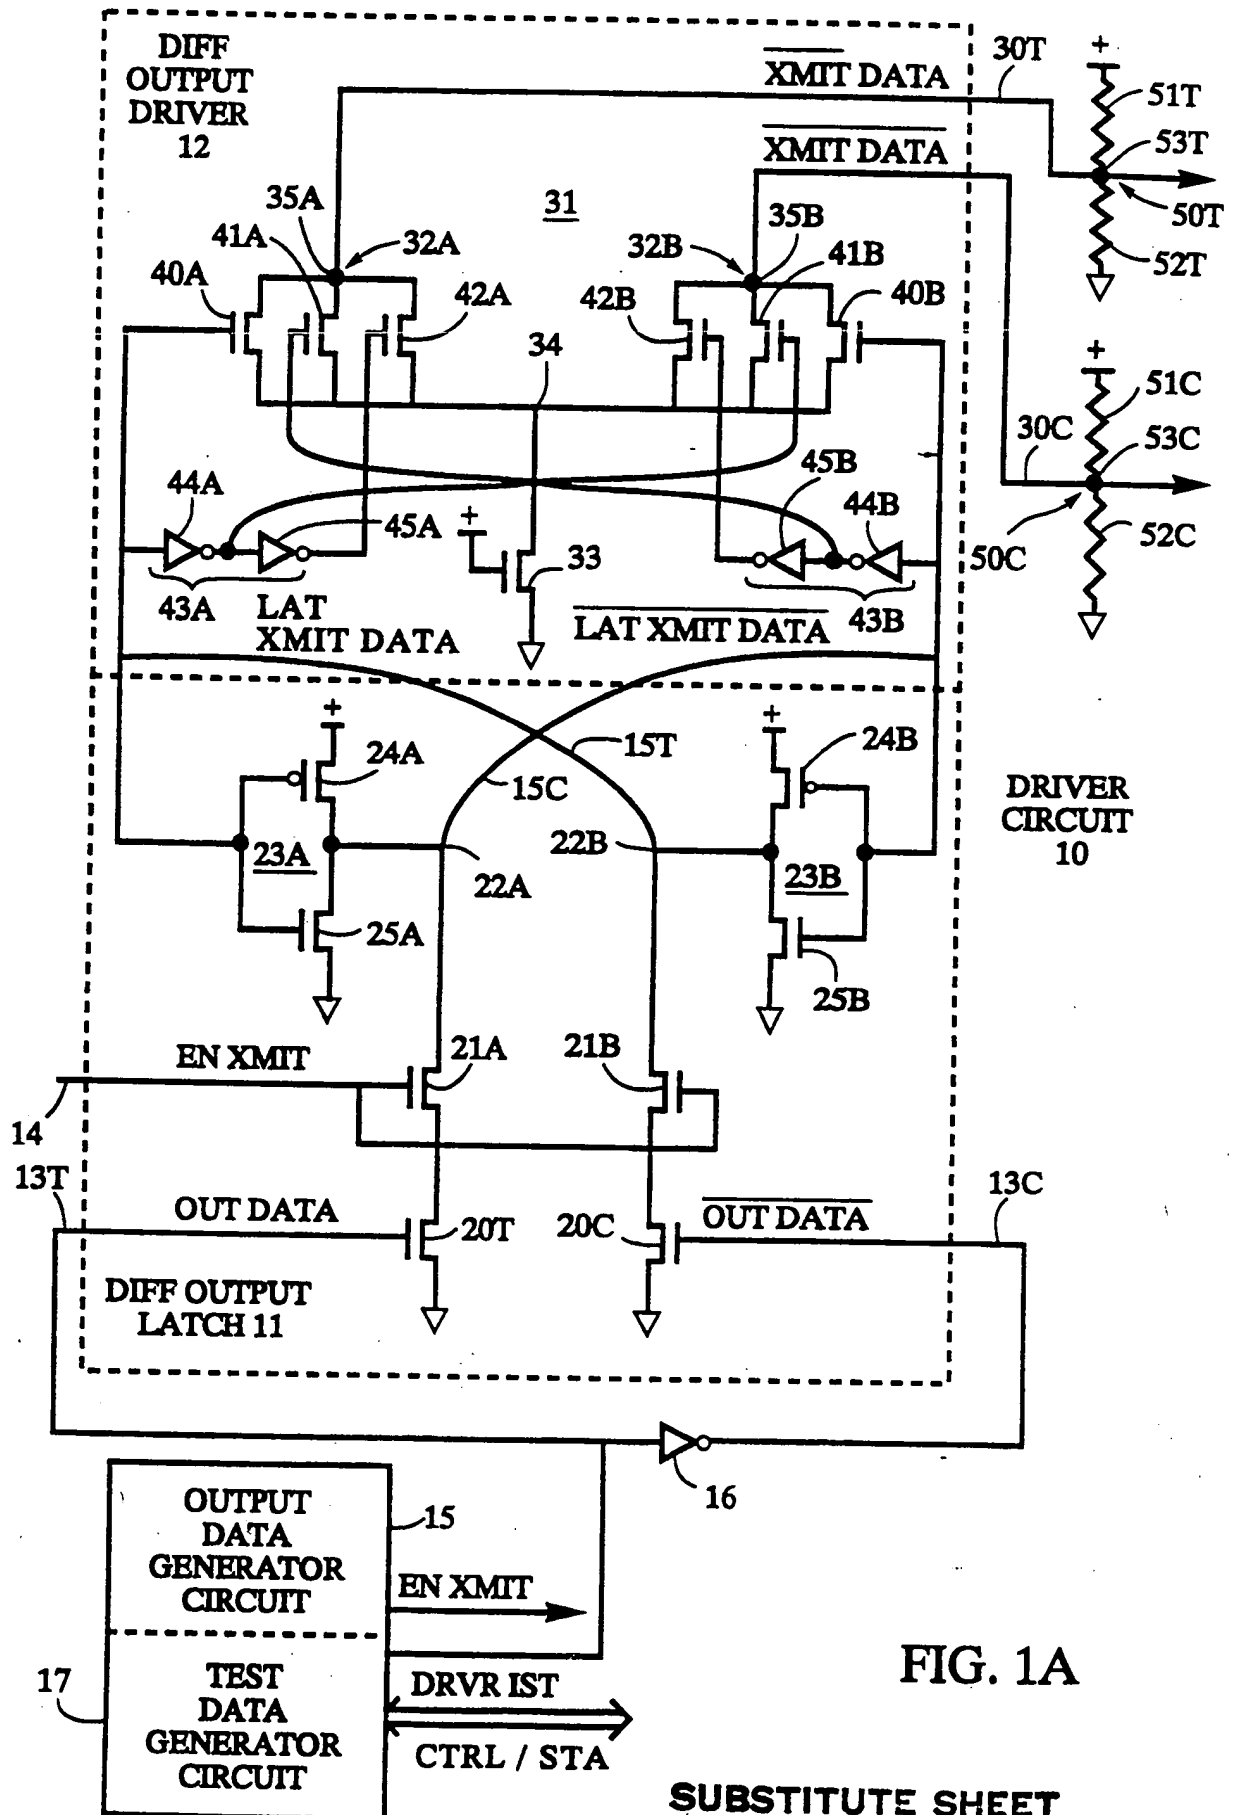 DIFF
OUTPUT
DRIVER
12
XMIT DATA
30T
+
51T
XMIT DATA
53T
50T
52T
35A
31
35B
41A
32A
32B
41B
40A
42A
42B
40B
34
+
51C
30C
53C
44A
45A
+
45B
44B
50C
52C
33
43A
LAT
XMIT DATA
LAT XMIT DATA
43B
+
+
24A
15T
24B
15C
DRIVER
CIRCUIT
10
23A
22B
23B
22A
25A
25B
EN XMIT
21A
21B
14
13T
OUT DATA
20T
20C
OUT DATA
13C
DIFF OUTPUT
LATCH 11
16
OUTPUT
DATA
GENERATOR
CIRCUIT
15
EN XMIT
17
TEST
DATA
GENERATOR
CIRCUIT
DRVR IST
CTRL / STA
FIG. 1A
SUBSTITUTE SHEET